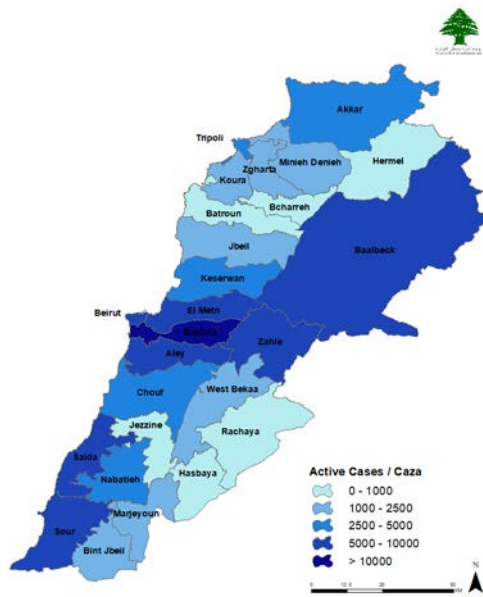 Akkar
Tripoli
Hermel
Zgharta
Minieh Denieh
Koura
Bcharreh
Batroun
Jbeil
Baalbeck
Keserwan
El Metn
Beirut
Baabda
Zahle
Aley
West Bekaa
Chouf
Jezzine
Rachaya
Saida
Hasbaya
Nabatieh
Marjeyoun
Sour
Bint Jbeil
Active Cases / Caza
0 - 1000
1000 - 2500
2500 - 5000
5000 - 10000
> 10000
N